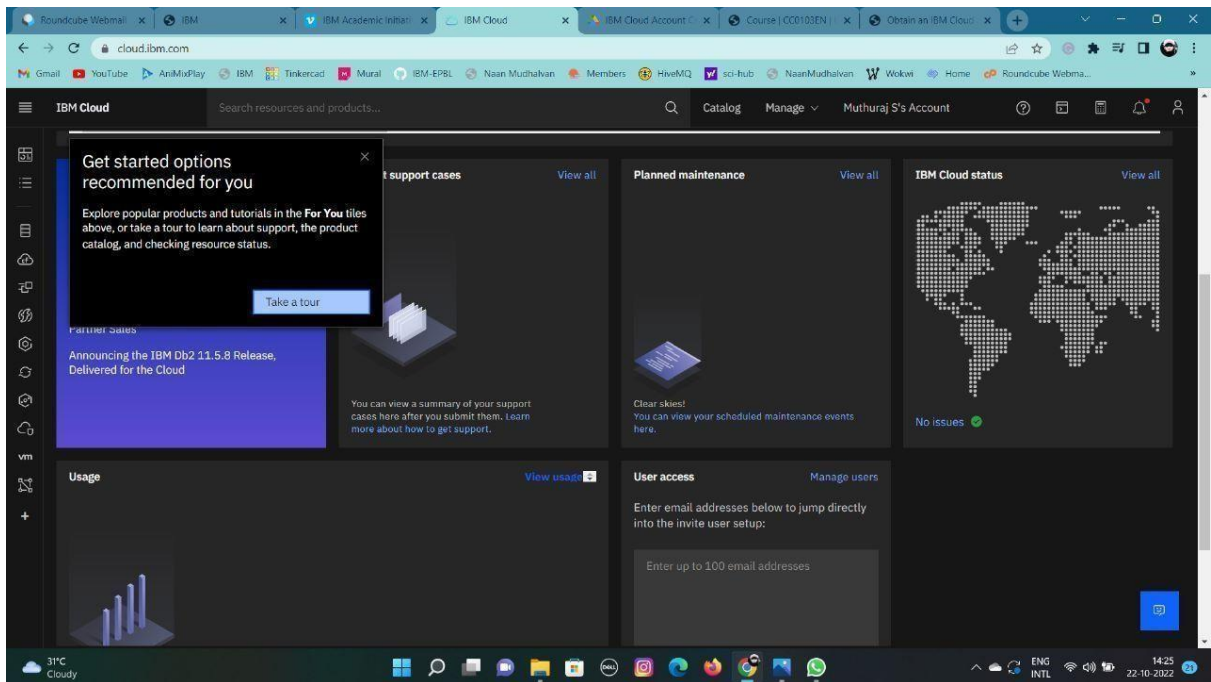 Roundcube Webmail
IBM
IBM Academic Initiati
IBM Cloud
IBM Cloud Account C
Course | CC0103EN |
Obtain an IBM Cloud
cloud.ibm.com
Gmail
YouTube
AniMixPlay
IBM
Tinkercad
Mural
IBM-EPBL
Naan Mudhalvan
Members
HiveMQ
sci-hub
NaanMudhalvan
Wokwi
Home
Roundcube Webma...
IBM Cloud
Search resources and products...
Catalog
Manage
Muthuraj S's Account
Get started options
recommended for you
Explore popular products and tutorials in the For You tiles
above, or take a tour to learn about support, the product
catalog, and checking resource status.
Take a tour
Partner Sales
Announcing the IBM Db2 11.5.8 Release,
Delivered for the Cloud
t support cases
View all
You can view a summary of your support
cases here after you submit them. Learn
more about how to get support.
Planned maintenance
View all
Clear skies!
You can view your scheduled maintenance events
here.
IBM Cloud status
View all
No issues
vm
Usage
View usage
User access
Manage users
Enter email addresses below to jump directly
into the invite user setup:
Enter up to 100 email addresses
31°C
Cloudy
DELL
ENG
INTL
14:25
22-10-2022
21